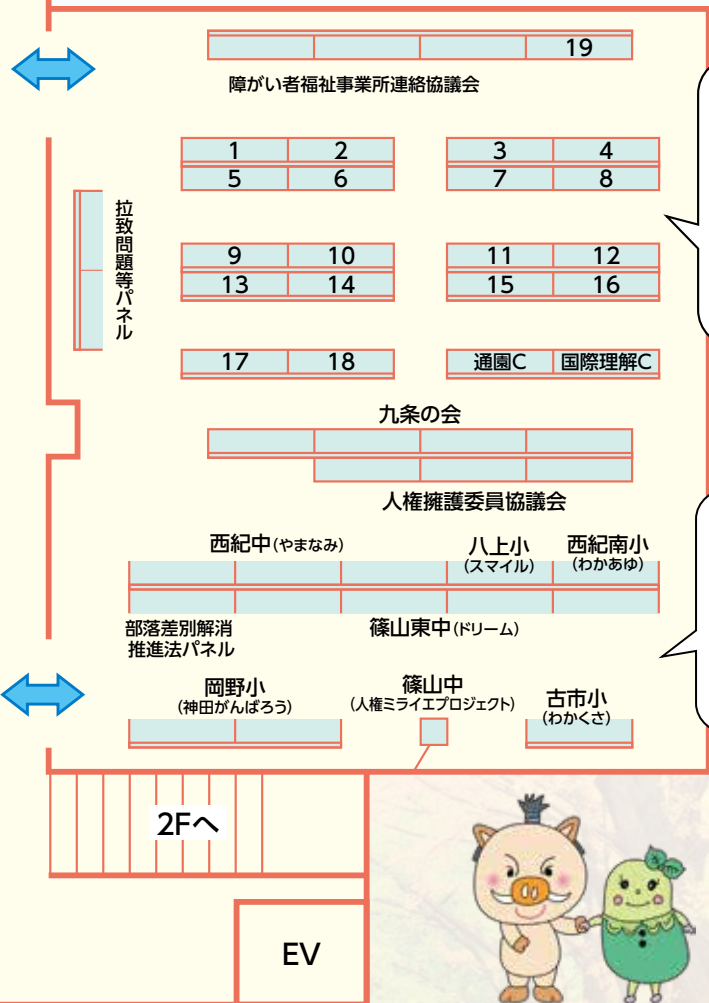 19
障がい者福祉事業所連絡協議会
1 2 3 4
5 6 7 8
拉致問題等パネル
9 10 11 12
13 14 15 16
17 18 通園C 国際理解C
九条の会
人権擁護委員協議会
西紀中(やまなみ) 八上小 西紀南小
(スマイル) (わかあゆ)
部落差別解消 篠山東中(ドリーム)
推進法パネル
岡野小 篠山中 古市小
(神田がんばろう) (人権ミライエプロジェクト) (わかくさ)
2Fへ
EV